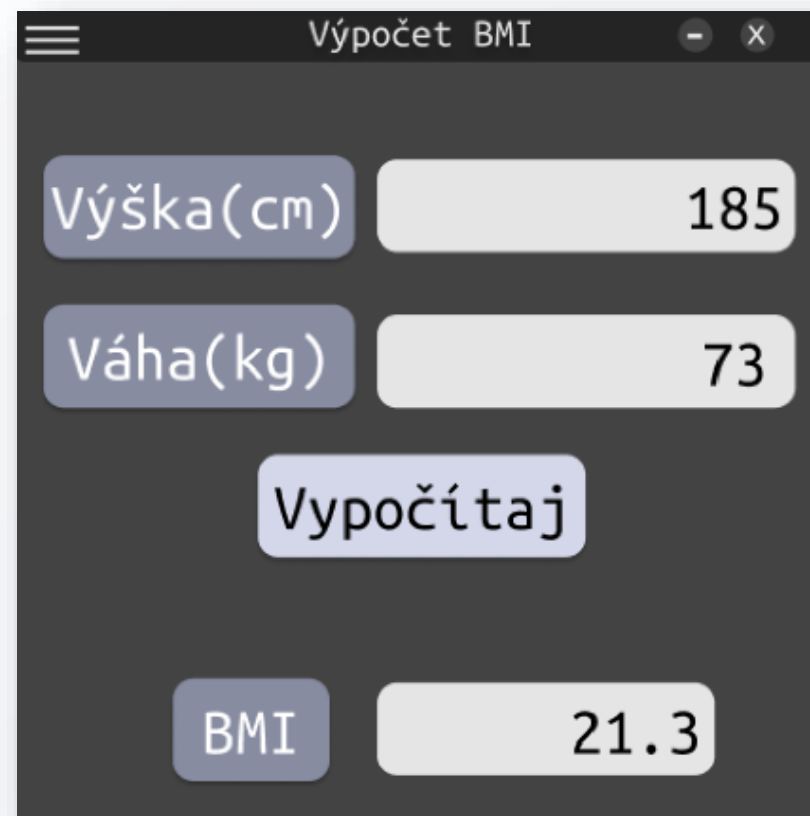 Výpočet BMI - X
Výška(cm) 185
Váha(kg) 73
Vypočítaj
BMI 21.3